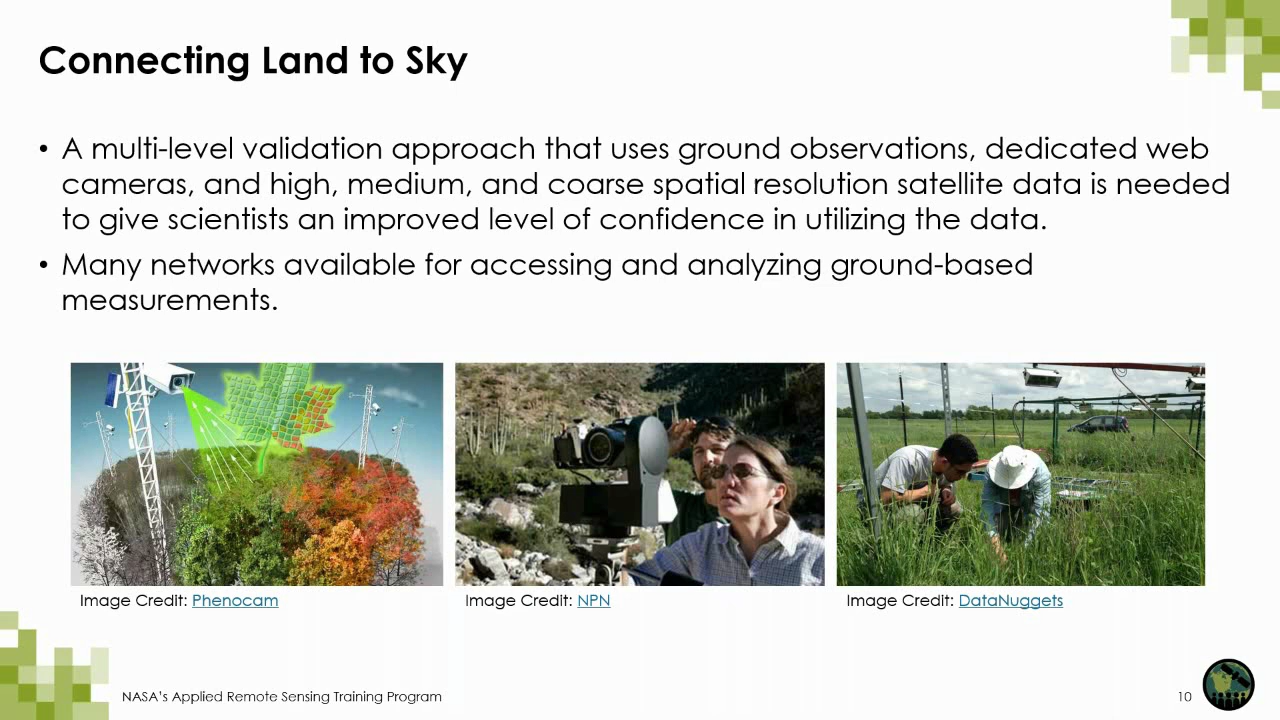 Connecting Land to Sky
• A multi-level validation approach that uses ground observations, dedicated web
cameras, and high, medium, and coarse spatial resolution satellite data is needed
to give scientists an improved level of confidence in utilizing the data.
• Many networks available for accessing and analyzing ground-based
measurements.
Image Credit: Phenocam
Image Credit: NPN
Image Credit: DataNuggets
NASA's Applied Remote Sensing Training Program
10